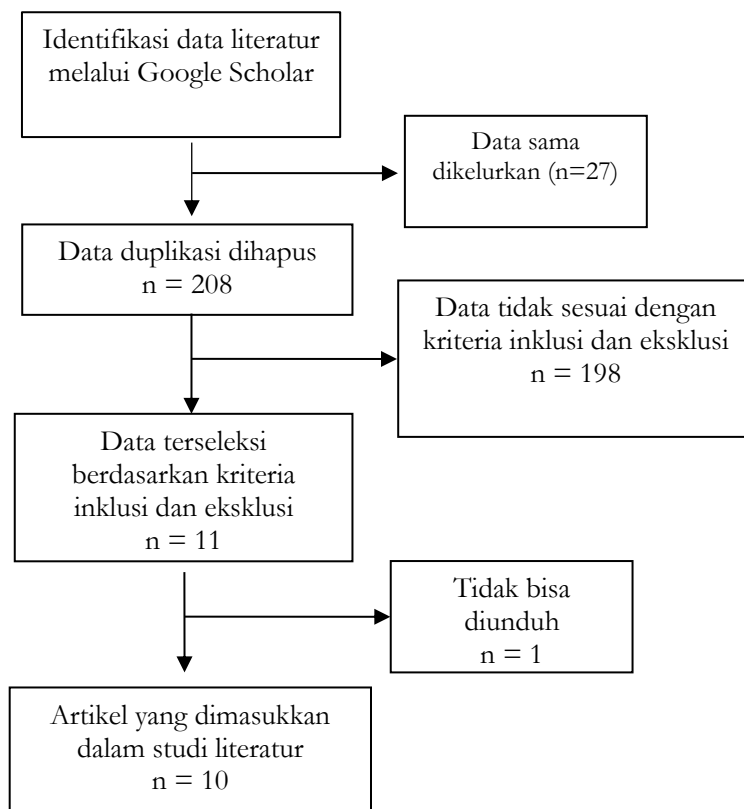 Identifikasi data literatur
melalui Google Scholar
Data sama
dikelurkan (n=27)
Data duplikasi dihapus
n = 208
Data tidak sesuai dengan
kriteria inklusi dan eksklusi
n = 198
Data terseleksi
berdasarkan kriteria
inklusi dan eksklusi
n = 11
Tidak bisa
diunduh
n = 1
Artikel yang dimasukkan
dalam studi literatur
n = 10